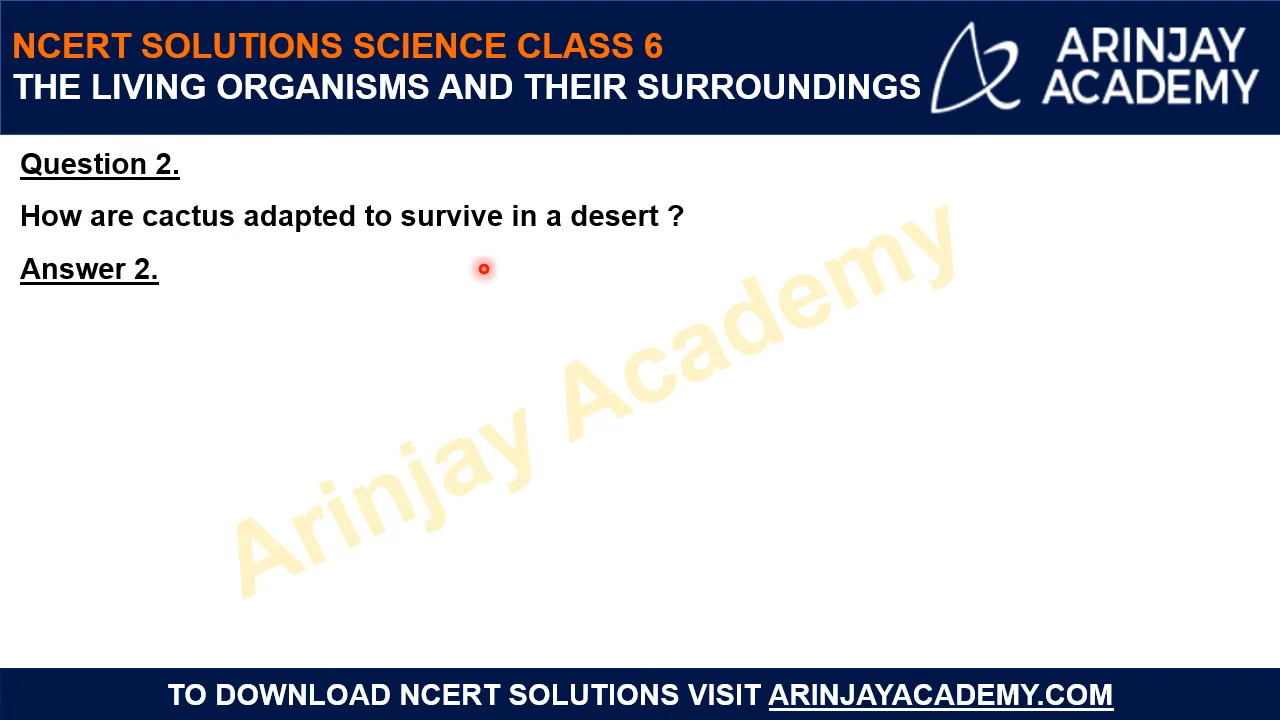 NCERT SOLUTIONS SCIENCE CLASS 6
THE LIVING ORGANISMS AND THEIR SURROUNDINGS
ARINJAY
ACADEMY
Question 2.
How are cactus adapted to survive in a desert ?
Answer 2.
Arinjay Academy
TO DOWNLOAD NCERT SOLUTIONS VISIT ARINJAYACADEMY.COM